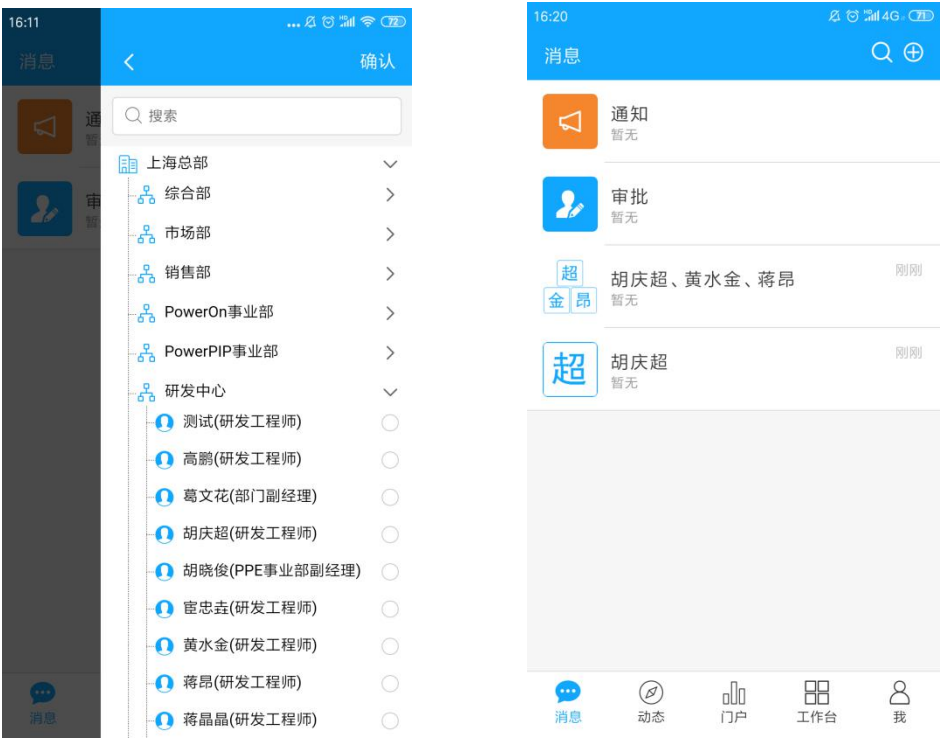 16:11
72
消息
确认
搜索
通
暂
审
暂
上海总部
综合部
市场部
销售部
PowerOn事业部
PowerPIP事业部
研发中心
测试(研发工程师)
高鹏(研发工程师)
葛文花(部门副经理)
胡庆超(研发工程师)
胡晓俊(PPE事业部副经理)
宦忠垚(研发工程师)
黄水金(研发工程师)
蒋昂(研发工程师)
蒋晶晶(研发工程师)
消息
16:20
4G
71
消息
通知
暂无
审批
暂无
超
金 昂
胡庆超、黄水金、蒋昂
刚刚
暂无
超
胡庆超
刚刚
暂无
消息
动态
门户
工作台
我